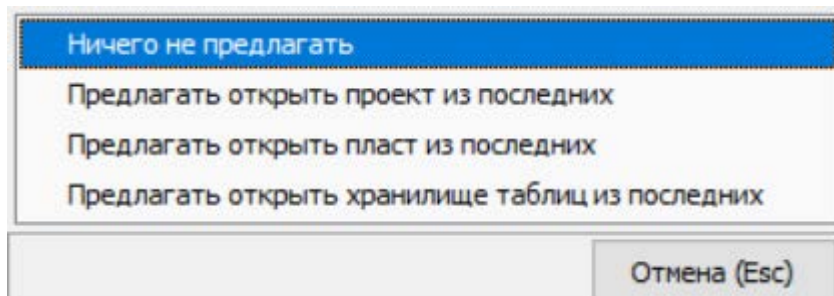 Ничего не предлагать
Предлагать открыть проект из последних
Предлагать открыть пласт из последних
Предлагать открыть хранилище таблиц из последних
Отмена (Esc)